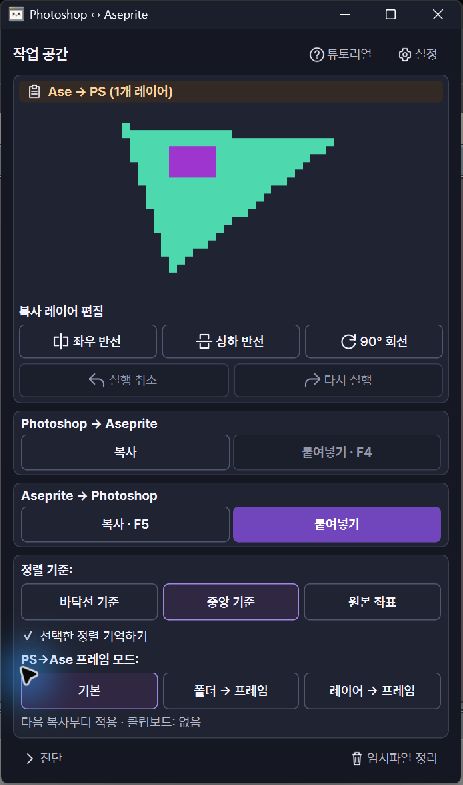 Photoshop ↔ Aseprite
작업 공간
튜토리얼
설정
Ase → PS (1개 레이어)
복사 레이어 편집
좌우 반전
상하 반전
90° 회전
실행 취소
다시 실행
Photoshop → Aseprite
복사
붙여넣기 · F4
Aseprite → Photoshop
복사 · F5
붙여넣기
정렬 기준:
바닥선 기준
중앙 기준
원본 좌표
✓ 선택한 정렬 기억하기
PS→Ase 프레임 모드:
기본
폴더 → 프레임
레이어 → 프레임
다음 복사부터 적용 · 클립보드: 없음
진단
임시파일 정리